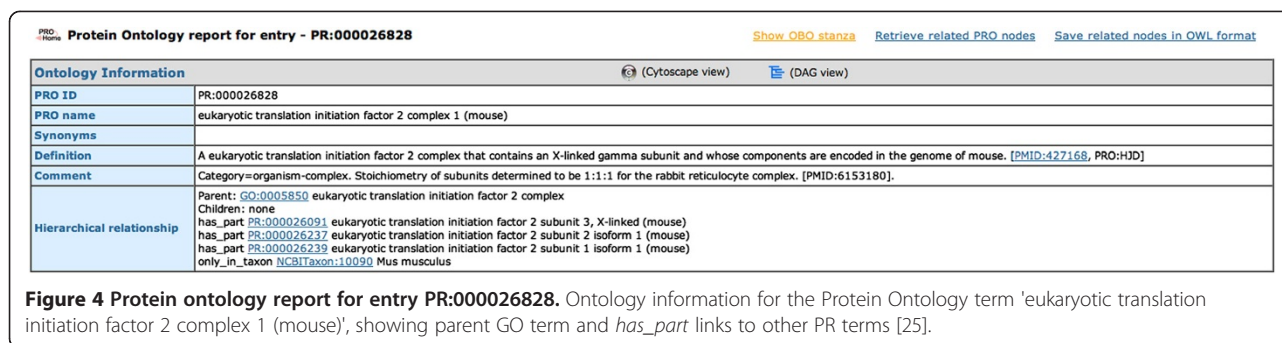 PRO Home Protein Ontology report for entry - PR:000026828 Show OBO stanza Retrieve related PRO nodes Save related nodes in OWL format
Ontology Information (Cytoscape view) (DAG view)
PRO ID PR:000026828
PRO name eukaryotic translation initiation factor 2 complex 1 (mouse)
Synonyms
Definition A eukaryotic translation initiation factor 2 complex that contains an X-linked gamma subunit and whose components are encoded in the genome of mouse. [PMID:427168, PRO:HJD]
Comment Category=organism-complex. Stoichiometry of subunits determined to be 1:1:1 for the rabbit reticulocyte complex. [PMID:6153180].
Hierarchical relationship
Parent: GO:0005850 eukaryotic translation initiation factor 2 complex
Children: none
has_part PR:000026091 eukaryotic translation initiation factor 2 subunit 3, X-linked (mouse)
has_part PR:000026237 eukaryotic translation initiation factor 2 subunit 2 isoform 1 (mouse)
has_part PR:000026239 eukaryotic translation initiation factor 2 subunit 1 isoform 1 (mouse)
only_in_taxon NCBITaxon:10090 Mus musculus
Figure 4 Protein ontology report for entry PR:000026828. Ontology information for the Protein Ontology term 'eukaryotic translation
initiation factor 2 complex 1 (mouse)', showing parent GO term and has_part links to other PR terms [25].